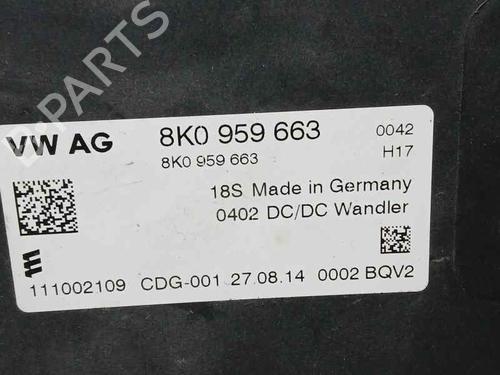 B-PARTS
VW AG 8K0 959 663 0042
8K0 959 663 H17
18S Made in Germany
0402 DC/DC Wandler
111002109 CDG-001 27.08.14 0002 BQV2